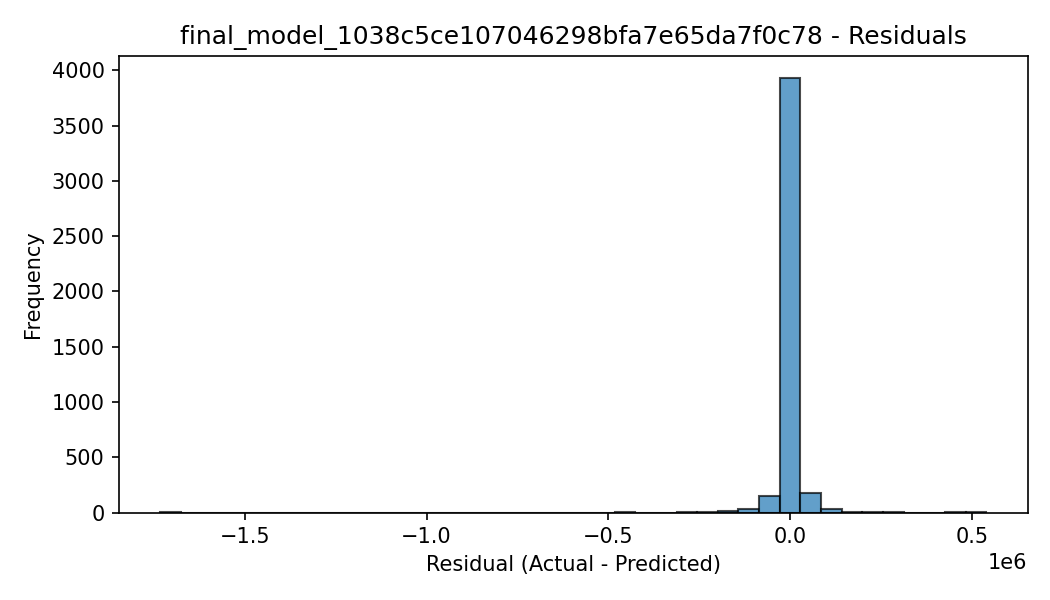 final_model_1038c5ce107046298bfa7e65da7f0c78 - Residuals
4000
3500
3000
2500
2000
1500
1000
500
0
Frequency
−1.5 −1.0 −0.5 0.0 0.5
1e6
Residual (Actual - Predicted)